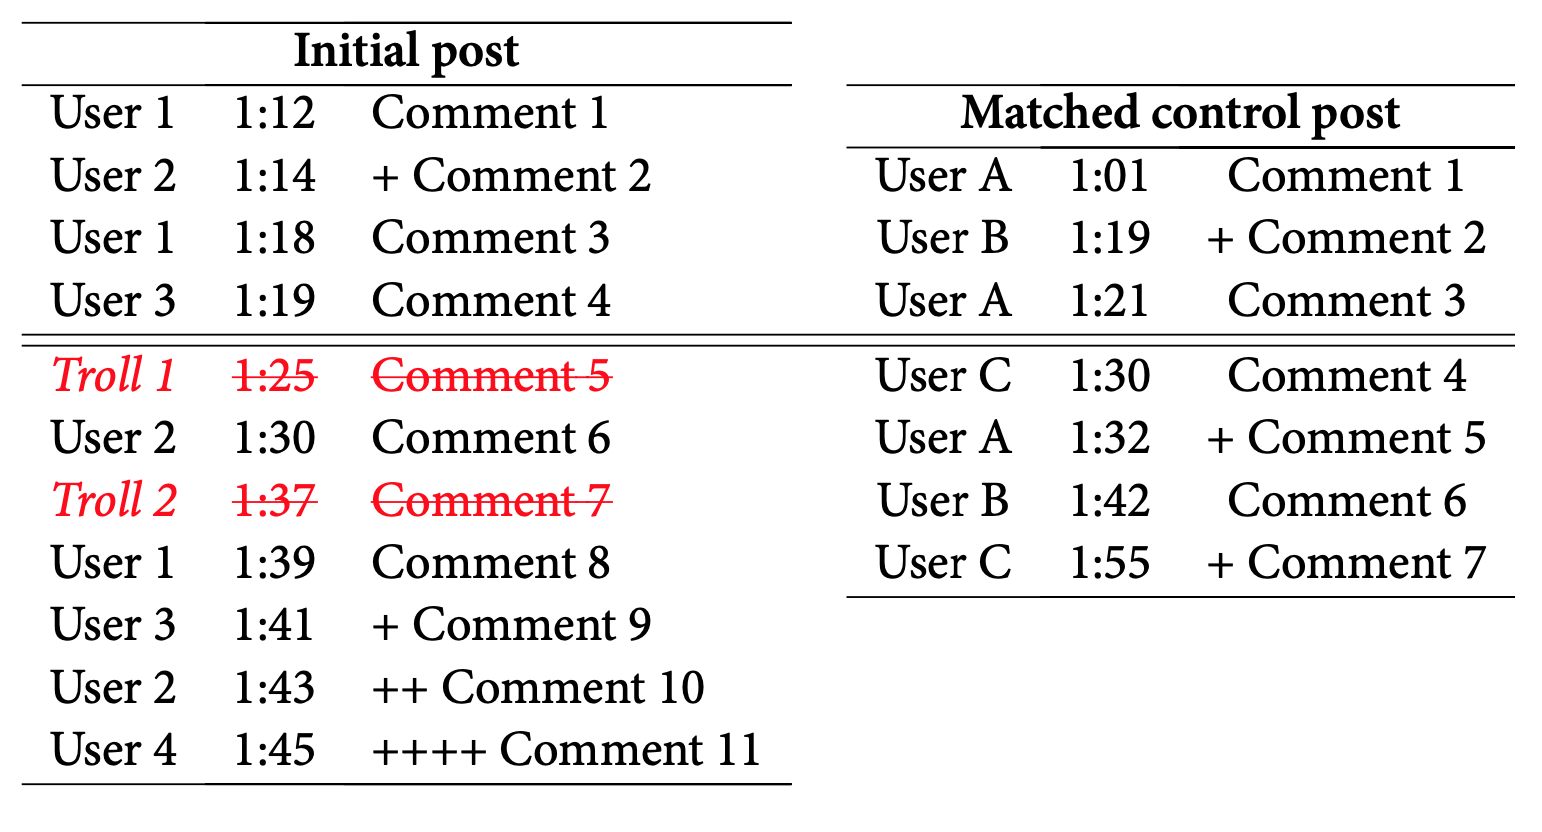 Initial post
User 1 1:12 Comment 1
User 2 1:14 + Comment 2
User 1 1:18 Comment 3
User 3 1:19 Comment 4
Troll 1 1:25 Comment 5
User 2 1:30 Comment 6
Troll 2 1:37 Comment 7
User 1 1:39 Comment 8
User 3 1:41 + Comment 9
User 2 1:43 ++ Comment 10
User 4 1:45 ++++ Comment 11
Matched control post
User A 1:01 Comment 1
User B 1:19 + Comment 2
User A 1:21 Comment 3
User C 1:30 Comment 4
User A 1:32 + Comment 5
User B 1:42 Comment 6
User C 1:55 + Comment 7